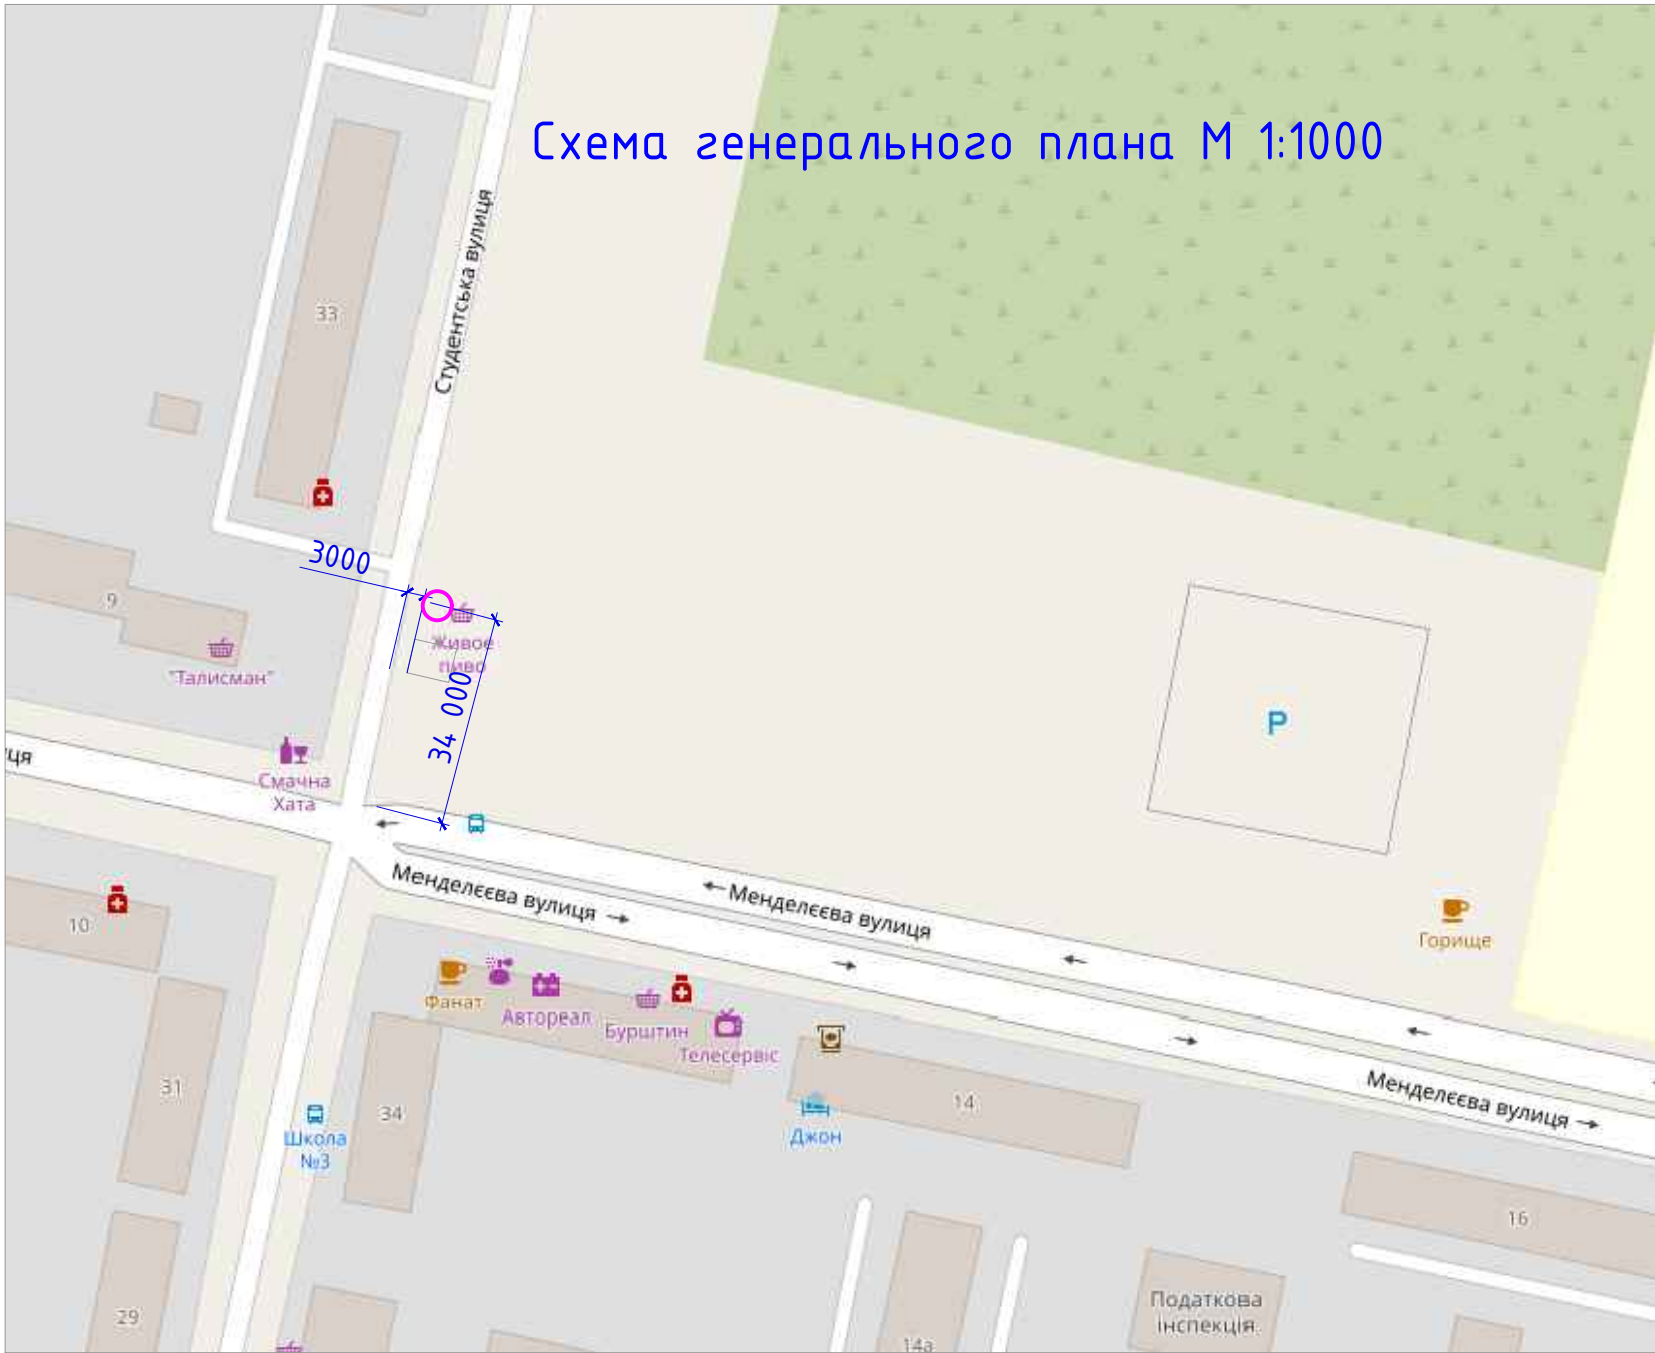 Схема генерального плана М 1:1000
Студентська вулиця
33
3000
9
"Талисман"
Живое
пиво
34 000
P
ця
Смачна
Хата
Менделєєва вулиця
Менделєєва вулиця
Горище
10
Фанат
Автореал
Бурштин
Телесервіс
31
34
Школа
№3
14
Джон
Менделєєва вулиця
16
29
Податкова
інспекція
14а